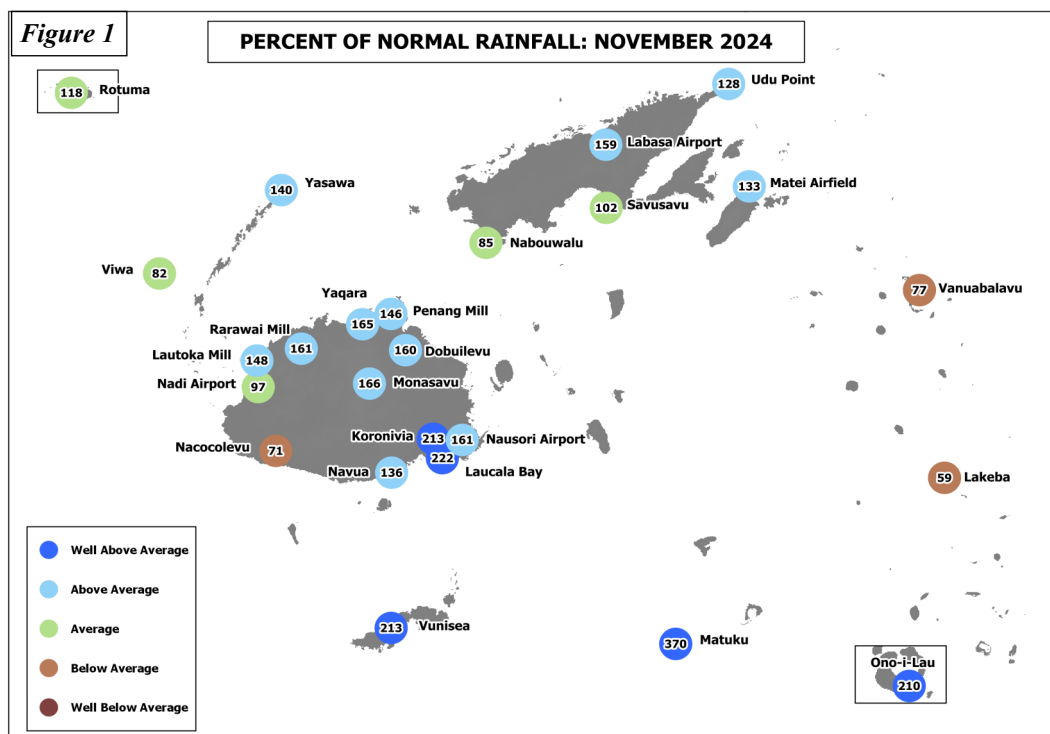 Figure 1
PERCENT OF NORMAL RAINFALL: NOVEMBER 2024
118 Rotuma
128 Udu Point
159 Labasa Airport
140 Yasawa
133 Matei Airfield
102 Savusavu
85 Nabouwalu
82 Viwa
77 Vanuabalavu
Yaqara 165
146 Penang Mill
Rarawai Mill 161
160 Dobuilevu
Lautoka Mill 148
Nadi Airport 97
166 Monasavu
Koronivia 213
161 Nausori Airport
Nacocolevu 71
222 Laucala Bay
Navua 136
59 Lakeba
213 Vunisea
370 Matuku
Ono-i-Lau
210
Well Above Average
Above Average
Average
Below Average
Well Below Average